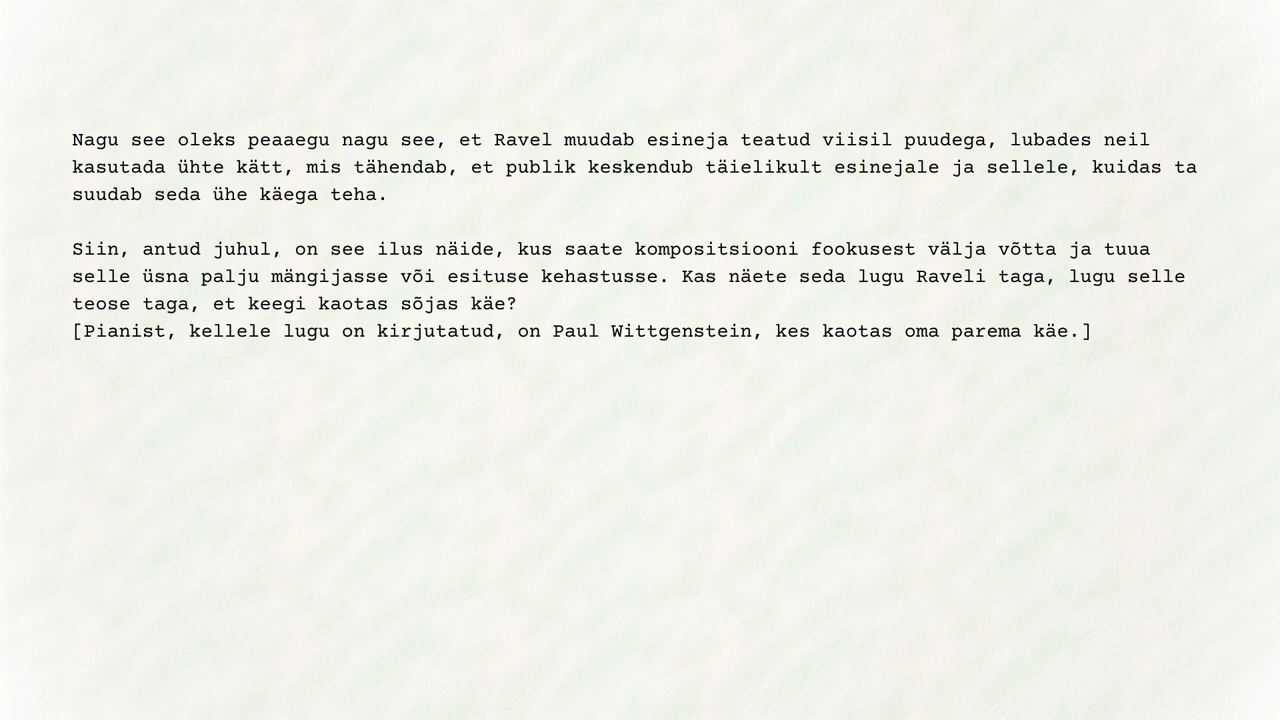 Nagu see oleks peaaegu nagu see, et Ravel muudab esineja teatud viisil puudega, lubades neil
kasutada ühte kätt, mis tähendab, et publik keskendub täielikult esinejale ja sellele, kuidas ta
suudab seda ühe käega teha.

Siin, antud juhul, on see ilus näide, kus saate kompositsiooni fookusest välja võtta ja tuua
selle üsna palju mängijasse või esituse kehastusse. Kas näete seda lugu Raveli taga, lugu selle
teose taga, et keegi kaotas sõjas käe?
[Pianist, kellele lugu on kirjutatud, on Paul Wittgenstein, kes kaotas oma parema käe.]